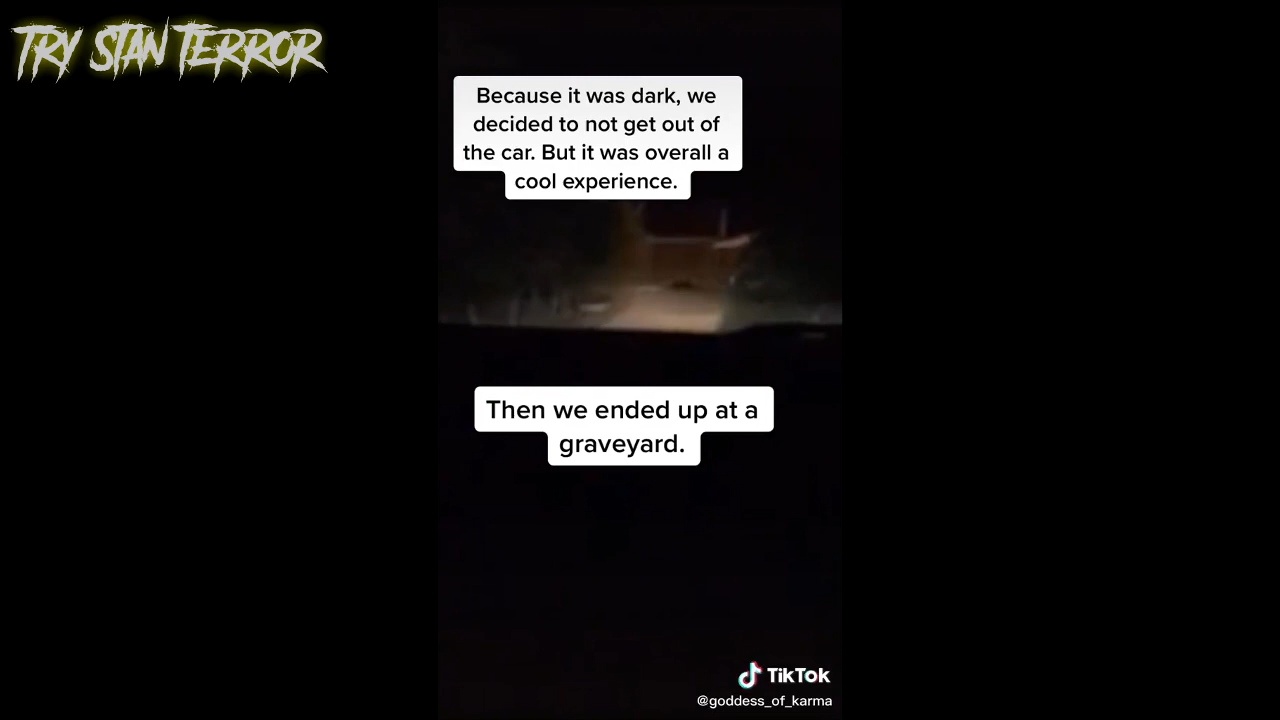 TRY STAN TERROR
Because it was dark, we
decided to not get out of
the car. But it was overall a
cool experience.
Then we ended up at a
graveyard.
TikTok
@goddess_of_karma